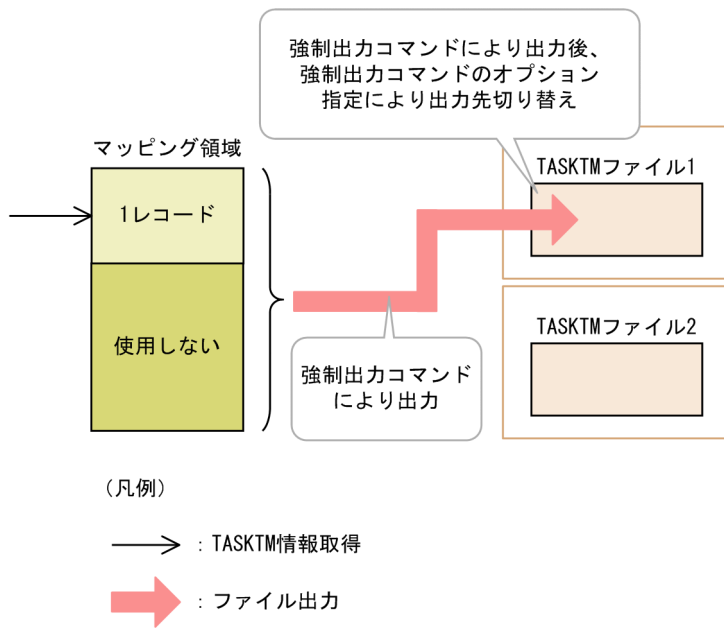 強制出力コマンドにより出力後、
強制出力コマンドのオプション
指定により出力先切り替え
マッピング領域
TASKTMファイル1
1レコード
使用しない
TASKTMファイル2
強制出力コマンド
により出力
（凡例）
：TASKTM情報取得
：ファイル出力